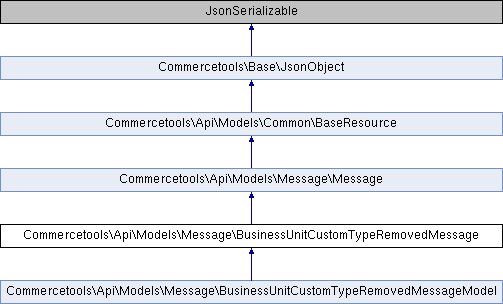 JsonSerializable
Commercetools\Base\JsonObject
Commercetools\Api\Models\Common\BaseResource
Commercetools\Api\Models\Message\Message
Commercetools\Api\Models\Message\BusinessUnitCustomTypeRemovedMessage
Commercetools\Api\Models\Message\BusinessUnitCustomTypeRemovedMessageModel